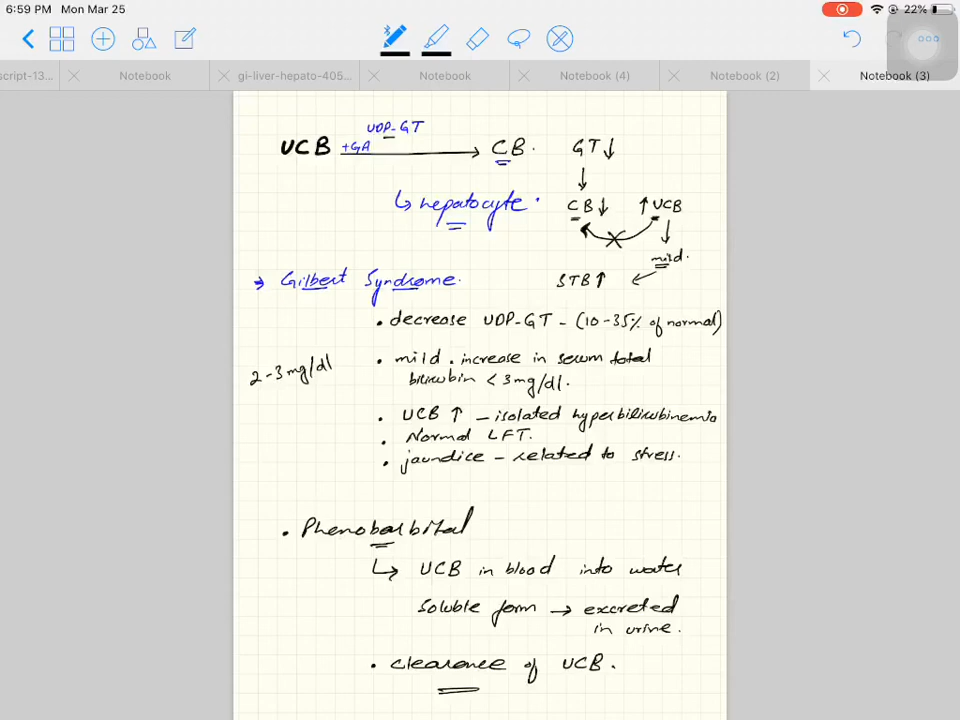 6:59 PM Mon Mar 25
22%
script-13...
Notebook
gi-liver-hepato-405...
Notebook
Notebook (4)
Notebook (2)
Notebook (3)
UDP-GT
UCB +GA → CB. GT↓
↓
↳ hepatocyte. CB↓ ↑UCB
↓
mild.
→ Gilbert Syndrome. STB↑ ←
• decrease UDP-GT - (10-35% of normal)
2-3mg/dl
• mild. increase in serum total
bilirubin < 3mg/dl.
• UCB ↑ - isolated hyperbilirubinemia
• Normal LFT.
• jaundice - related to stress.
• Phenobarbital
↳ UCB in blood into water
Soluble form → excreted
in urine.
• clearence of UCB.